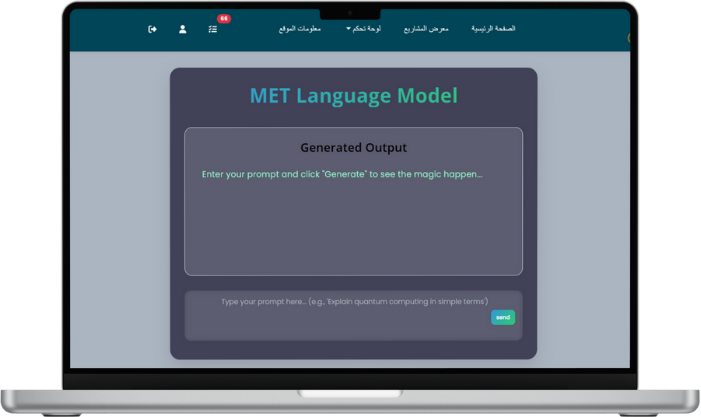 الصفحة الرئيسية
معرض المشاريع
لوحة تحكم
معلومات الموقع
MET Language Model
Generated Output
Enter your prompt and click "Generate" to see the magic happen...
Type your prompt here... (e.g., 'Explain quantum computing in simple terms')
send